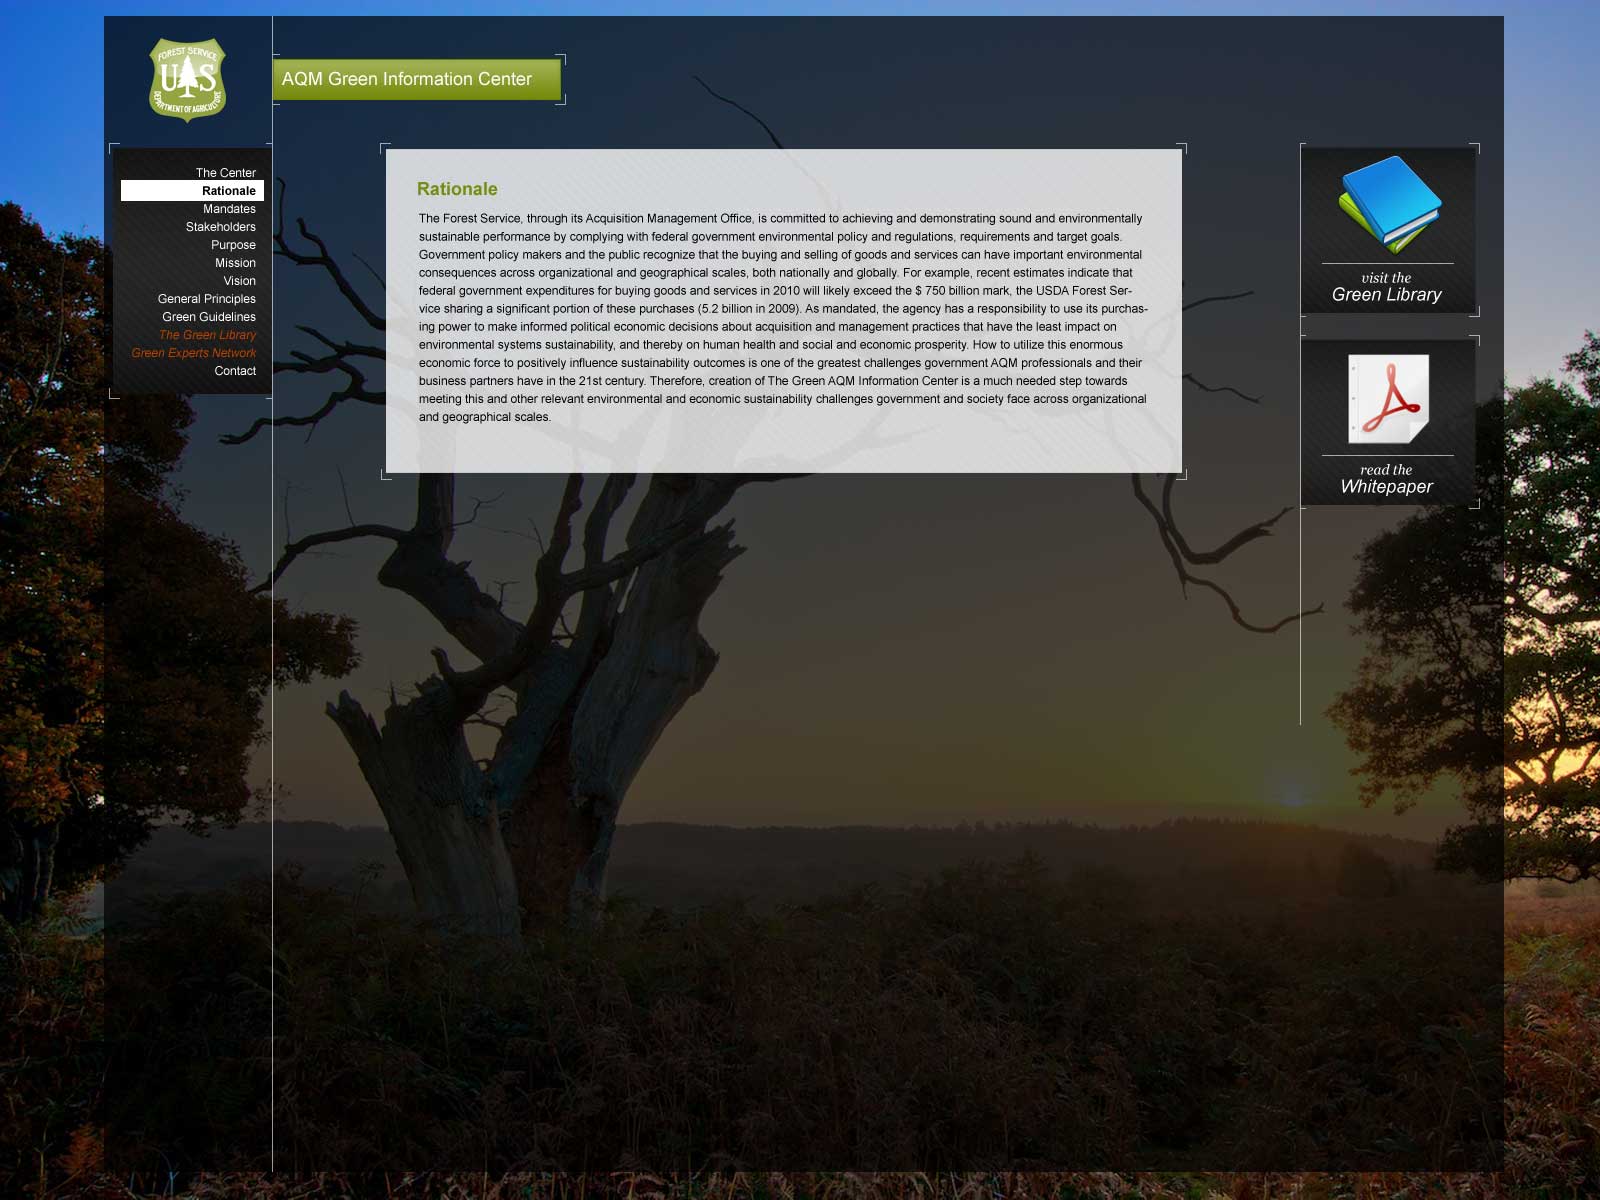 FOREST SERVICE
US
DEPARTMENT OF AGRICULTURE
AQM Green Information Center
The Center
Rationale
Mandates
Stakeholders
Purpose
Mission
Vision
General Principles
Green Guidelines
The Green Library
Green Experts Network
Contact
Rationale
The Forest Service, through its Acquisition Management Office, is committed to achieving and demonstrating sound and environmentally
sustainable performance by complying with federal government environmental policy and regulations, requirements and target goals.
Government policy makers and the public recognize that the buying and selling of goods and services can have important environmental
consequences across organizational and geographical scales, both nationally and globally. For example, recent estimates indicate that
federal government expenditures for buying goods and services in 2010 will likely exceed the $ 750 billion mark, the USDA Forest Ser-
vice sharing a significant portion of these purchases (5.2 billion in 2009). As mandated, the agency has a responsibility to use its purchas-
ing power to make informed political economic decisions about acquisition and management practices that have the least impact on
environmental systems sustainability, and thereby on human health and social and economic prosperity. How to utilize this enormous
economic force to positively influence sustainability outcomes is one of the greatest challenges government AQM professionals and their
business partners have in the 21st century. Therefore, creation of The Green AQM Information Center is a much needed step towards
meeting this and other relevant environmental and economic sustainability challenges government and society face across organizational
and geographical scales.
visit the
Green Library
read the
Whitepaper